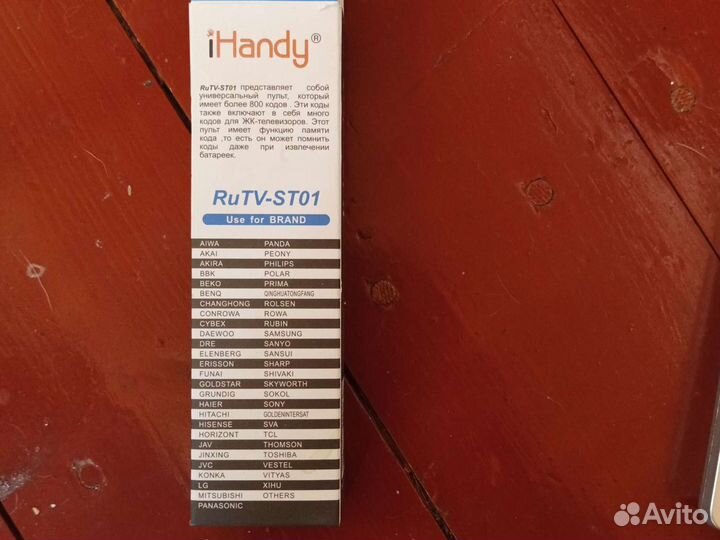 iHandy®
RuTV-ST01 представляет собой
универсальный пульт, который
имеет более 800 кодов . Эти коды
также включают в себя много
кодов для ЖК-телевизоров. Этот
пульт имеет функцию памяти
кода ,то есть он может помнить
коды даже при извлечении
батареек.
RuTV-ST01
Use for BRAND
AIWA PANDA
AKAI PEONY
AKIRA PHILIPS
BBK POLAR
BEKO PRIMA
BENQ QINGHUATONGFANG
CHANGHONG ROLSEN
CONROWA ROWA
CYBEX RUBIN
DAEWOO SAMSUNG
DRE SANYO
ELENBERG SANSUI
ERISSON SHARP
FUNAI SHIVAKI
GOLDSTAR SKYWORTH
GRUNDIG SOKOL
HAIER SONY
HITACHI GOLDENINTERSAT
HISENSE SVA
HORIZONT TCL
JAV THOMSON
JINXING TOSHIBA
JVC VESTEL
KONKA VITYAS
LG XIHU
MITSUBISHI OTHERS
PANASONIC
Avito